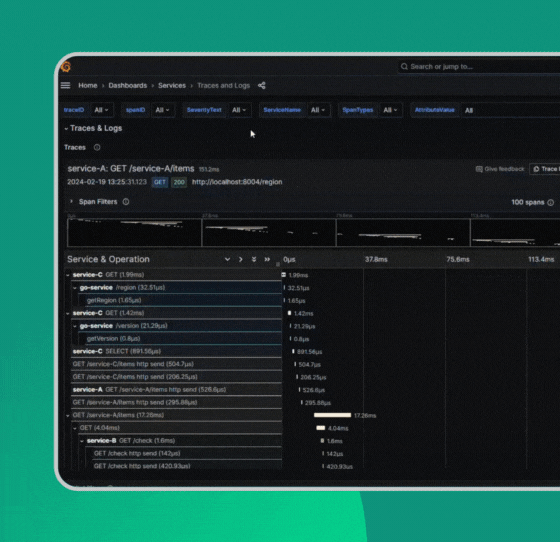 Search or jump to...
Home › Dashboards › Services › Traces and Logs
traceID All spanID All SeverityText All ServiceName All SpanTypes All AttributeValue All
Traces & Logs
Traces
service-A: GET /service-A/items 151.2ms
Give feedback Trace
2024-02-19 13:25:31.123 GET 200 http://localhost:8004/region
Span Filters 100 spans
Service & Operation 0μs 37.8ms 75.6ms 113.4ms
service-C GET (1.99ms) 1.99ms
go-service /region (32.51μs) 32.51μs
getRegion (1.65μs) 1.65μs
service-C GET (1.42ms) 1.42ms
go-service /version (21.29μs) 21.29μs
getVersion (0.8μs) 0.8μs
service-C SELECT (891.56μs) 891.56μs
GET /service-C/items http send (504.7μs) 504.7μs
GET /service-C/items http send (206.25μs) 206.25μs
service-A GET /service-A/items http send (526.6μs) 526.6μs
GET /service-A/items http send (295.88μs) 295.88μs
GET /service-A/items (17.26ms) 17.26ms
GET (4.04ms) 4.04ms
service-B GET /check (1.6ms) 1.6ms
GET /check http send (142μs) 142μs
GET /check http send (420.93μs) 420.93μs